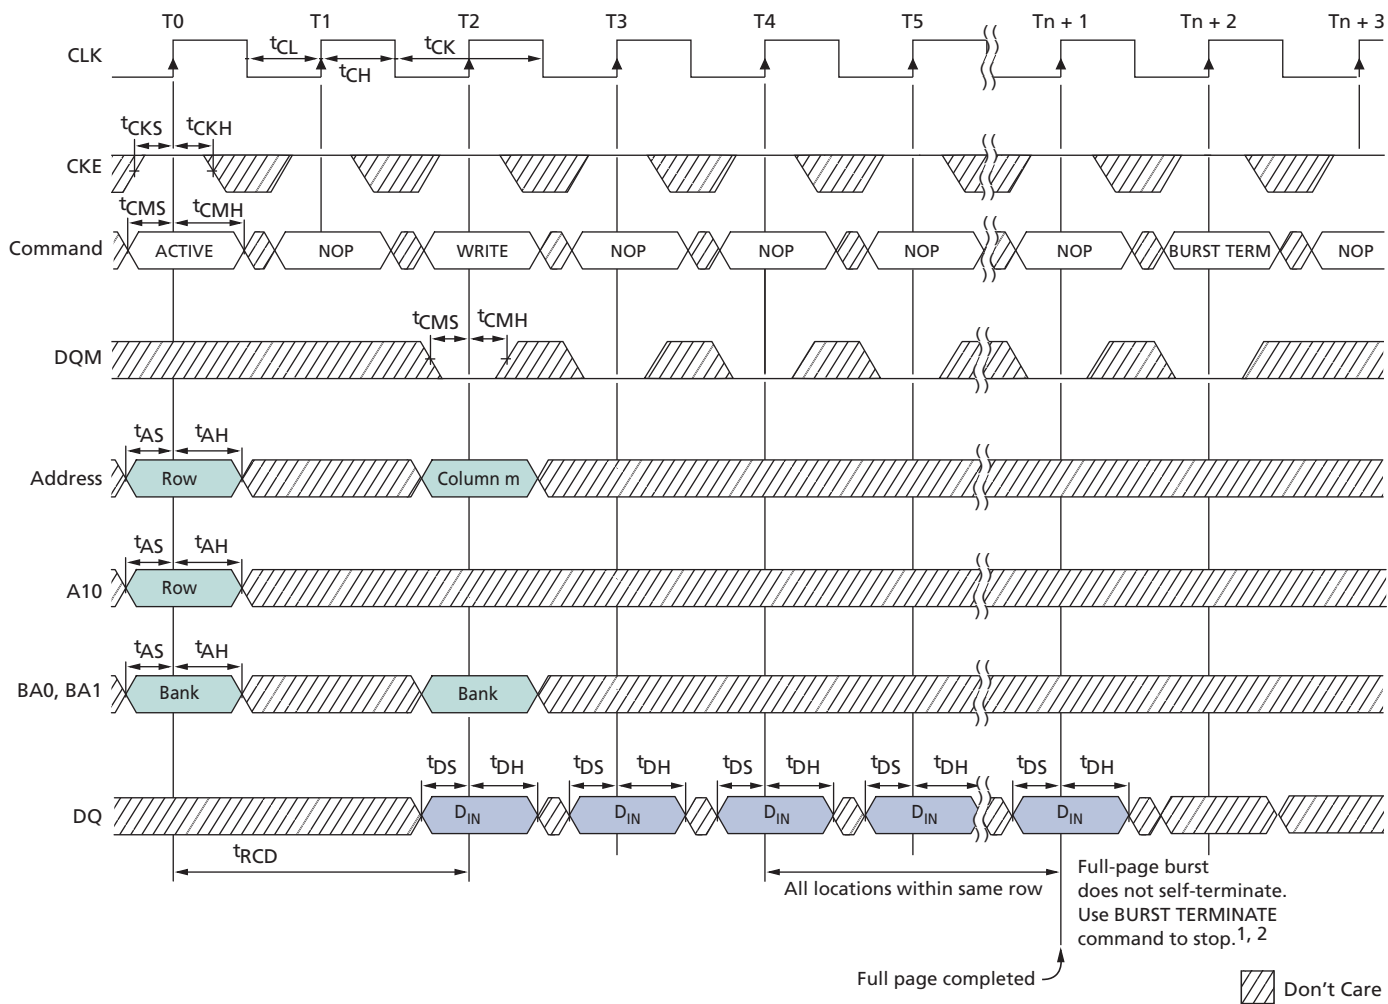 T0 T1 T2 T3 T4 T5 Tn + 1 Tn + 2 Tn + 3
CLK tCL tCH tCK
tCKS tCKH
CKE
tCMS tCMH
Command ACTIVE NOP WRITE NOP NOP NOP NOP BURST TERM NOP
tCMS tCMH
DQM
tAS tAH
Address Row Column m
tAS tAH
A10 Row
tAS tAH
BA0, BA1 Bank Bank
tDS tDH tDS tDH tDS tDH tDS tDH tDS tDH
DQ DIN DIN DIN DIN DIN
tRCD
All locations within same row
Full-page burst
does not self-terminate.
Use BURST TERMINATE
command to stop.1, 2
Full page completed
Don't Care